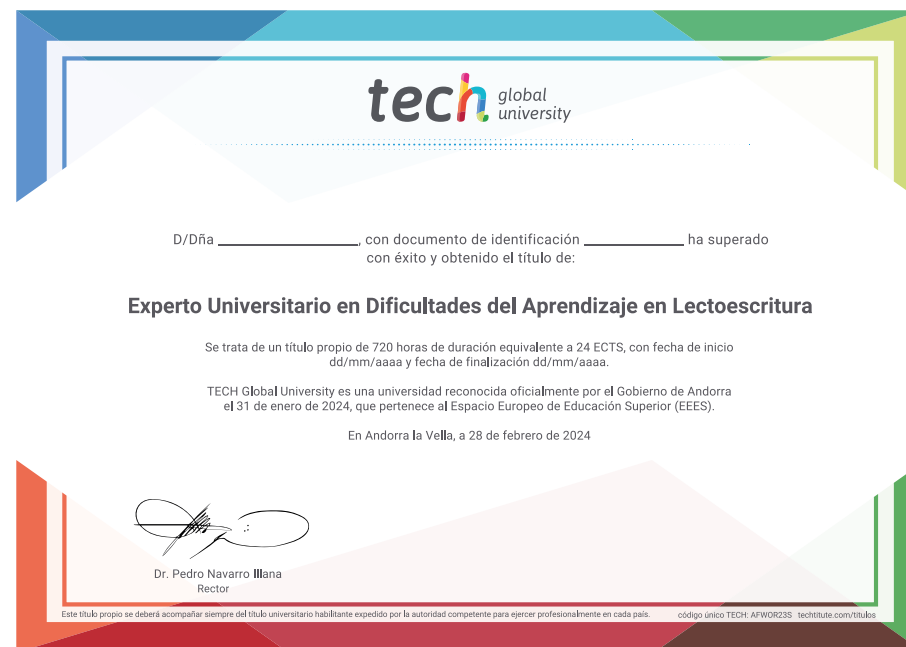 tech global university
D/Dña ______________, con documento de identificación __________ ha superado
con éxito y obtenido el título de:
Experto Universitario en Dificultades del Aprendizaje en Lectoescritura
Se trata de un título propio de 720 horas de duración equivalente a 24 ECTS, con fecha de inicio
dd/mm/aaaa y fecha de finalización dd/mm/aaaa.
TECH Global University es una universidad reconocida oficialmente por el Gobierno de Andorra
el 31 de enero de 2024, que pertenece al Espacio Europeo de Educación Superior (EEES).
En Andorra la Vella, a 28 de febrero de 2024
Dr. Pedro Navarro Illana
Rector
Este título propio se deberá acompañar siempre del título universitario habilitante expedido por la autoridad competente para ejercer profesionalmente en cada país.
código único TECH: AFWOR23S techtitute.com/titulos